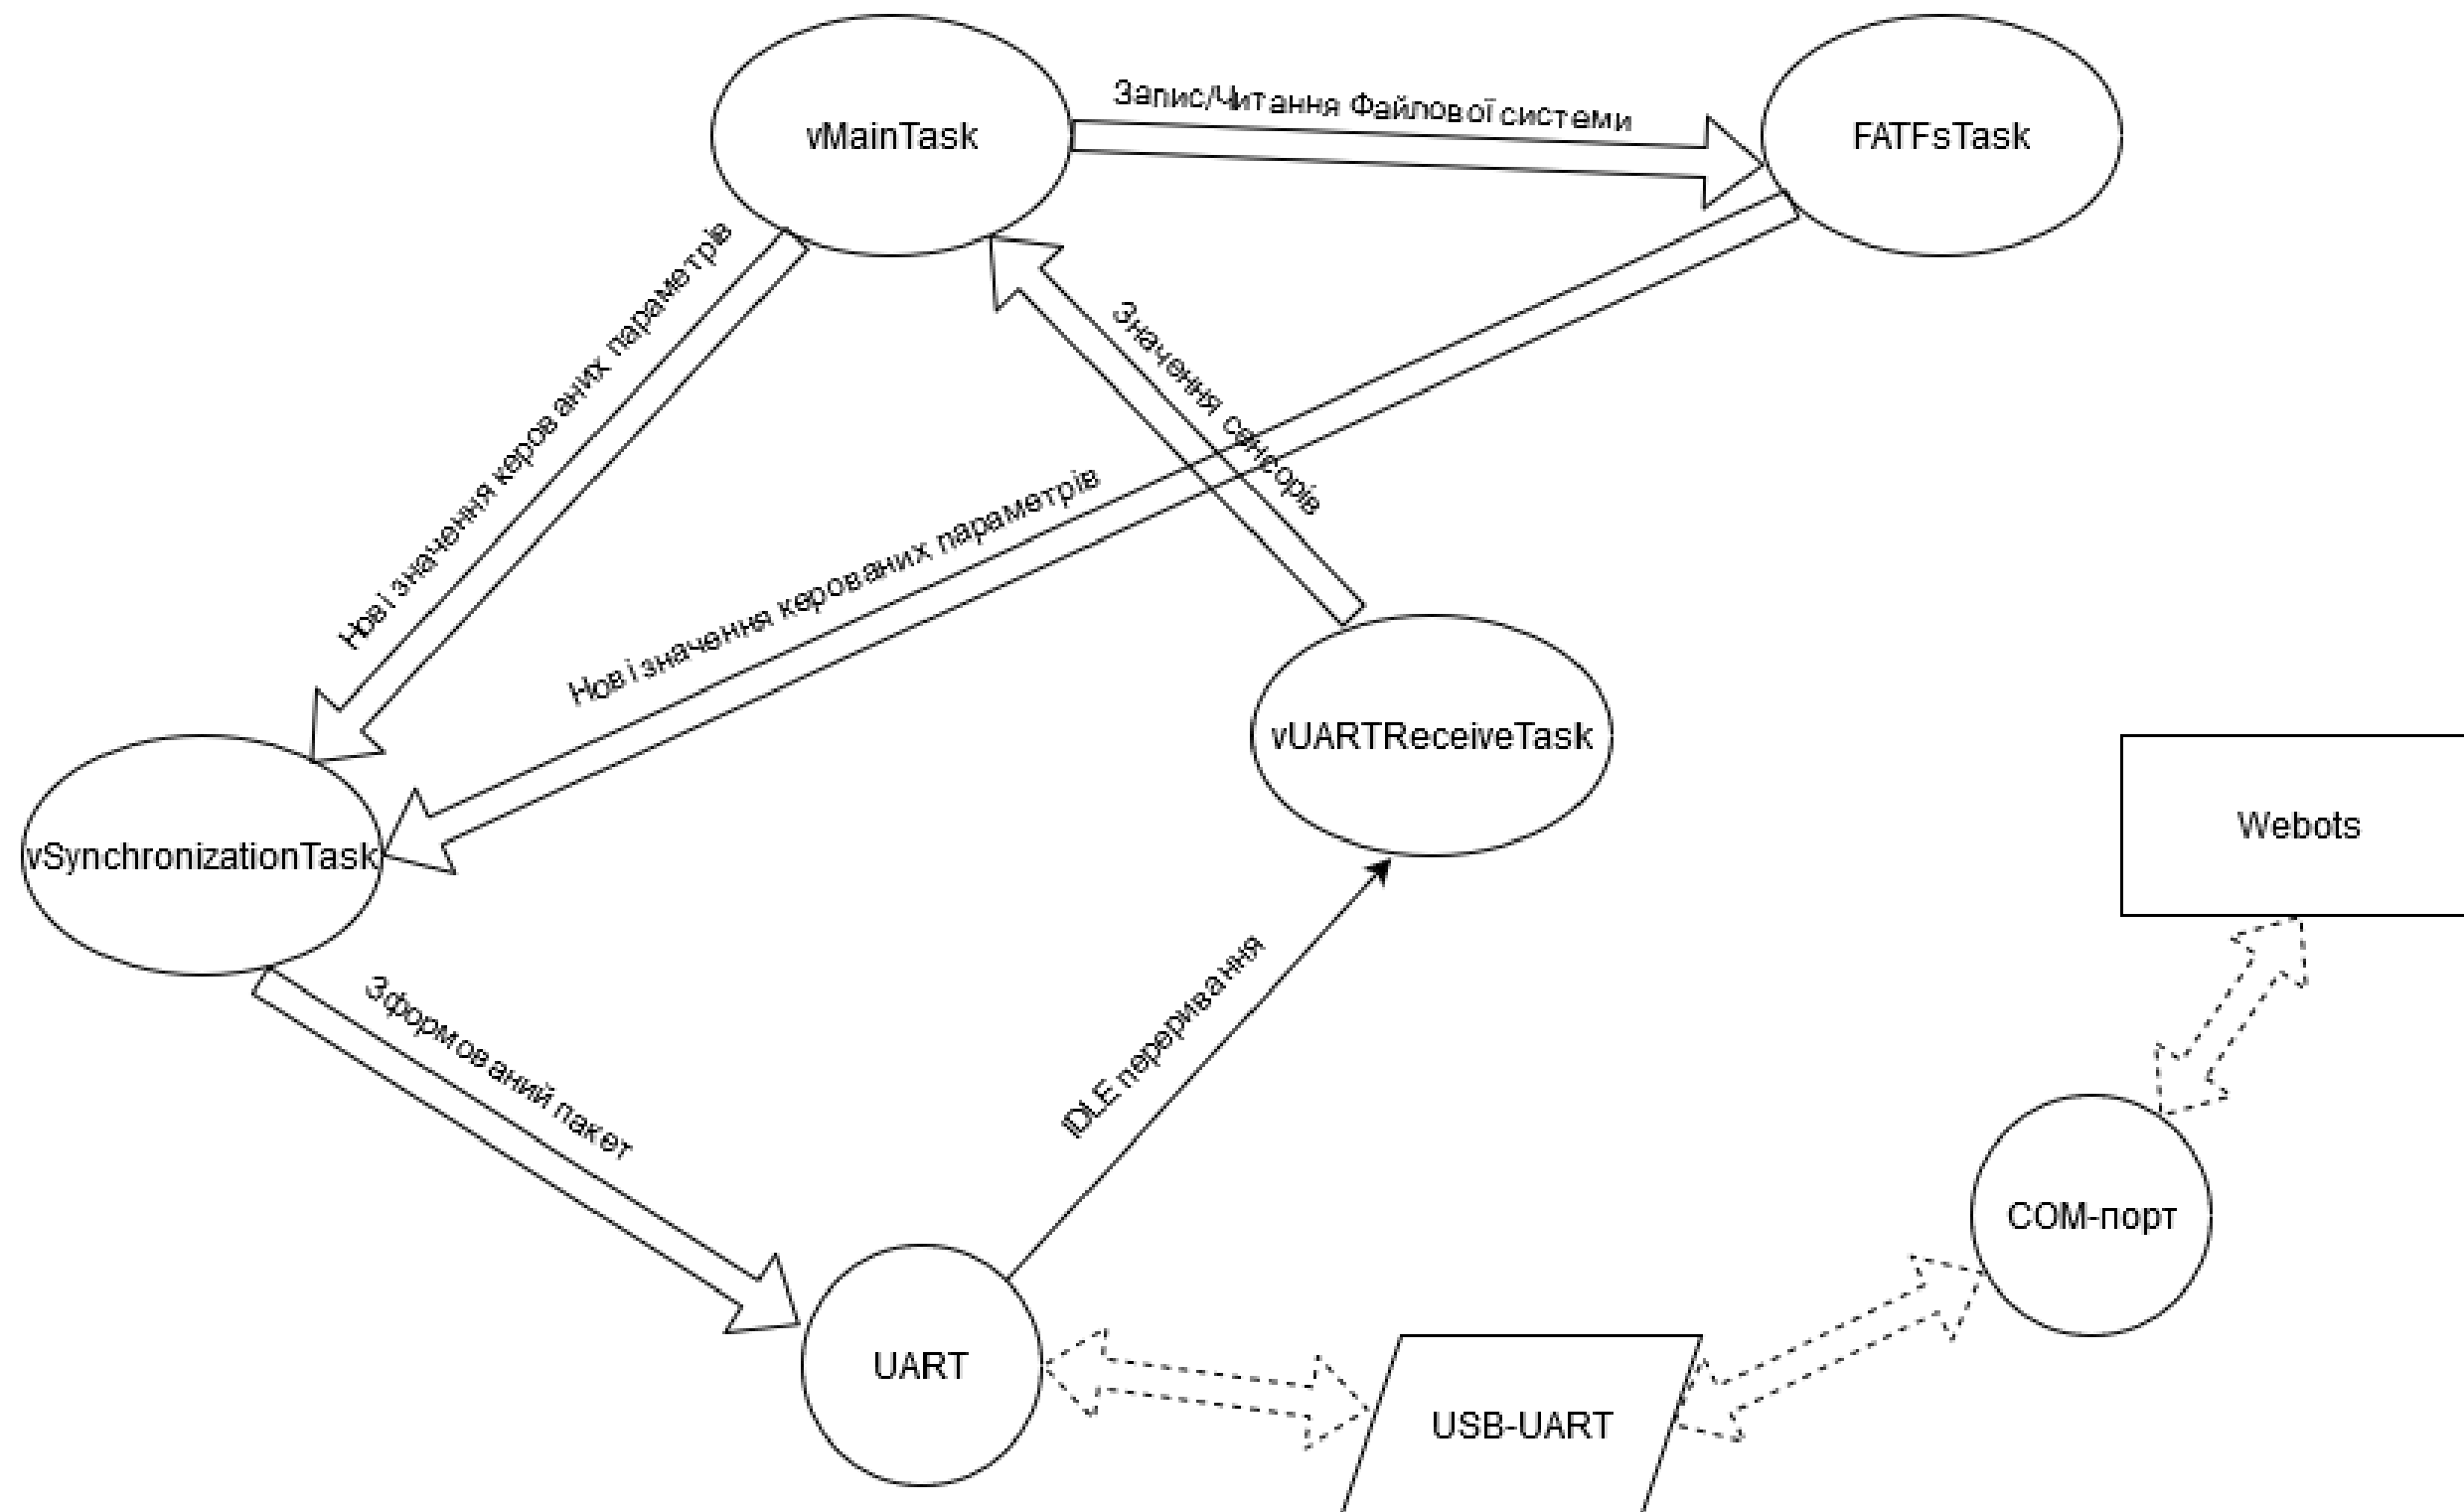 Запис/Читання Файлової системи
vMainTask
FATFsTask
Нові значення керованих параметрів
Значення сенсорів
Нові значення керованих параметрів
vUARTReceiveTask
Webots
vSynchronizationTask
Зформований пакет
IDLE переривання
COM-порт
UART
USB-UART